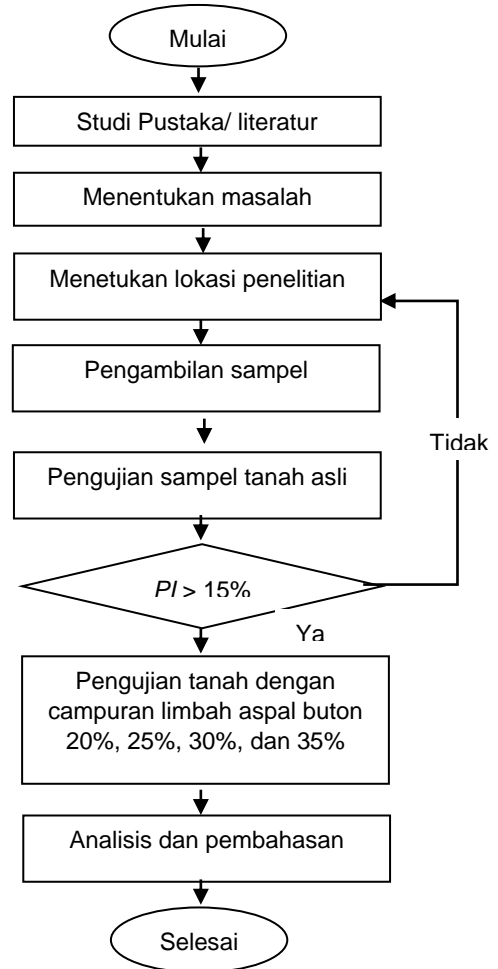 Mulai
Studi Pustaka/ literatur
Menentukan masalah
Menetukan lokasi penelitian
Pengambilan sampel
Tidak
Pengujian sampel tanah asli
PI > 15%
Ya
Pengujian tanah dengan
campuran limbah aspal buton
20%, 25%, 30%, dan 35%
Analisis dan pembahasan
Selesai